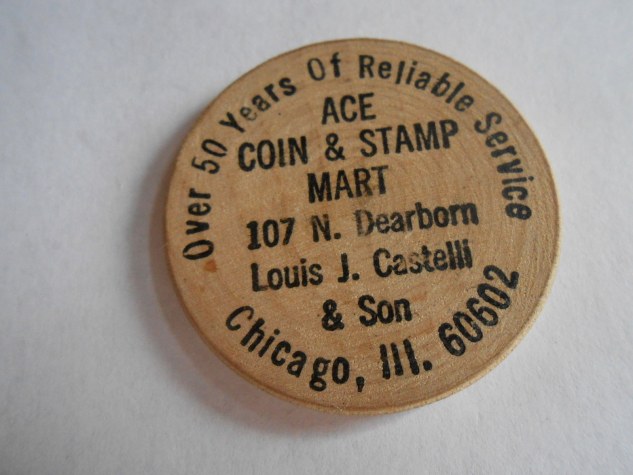 Over 50 Years Of Reliable Service
ACE
COIN & STAMP
MART
107 N. Dearborn
Louis J. Castelli
& Son
Chicago, Ill. 60602